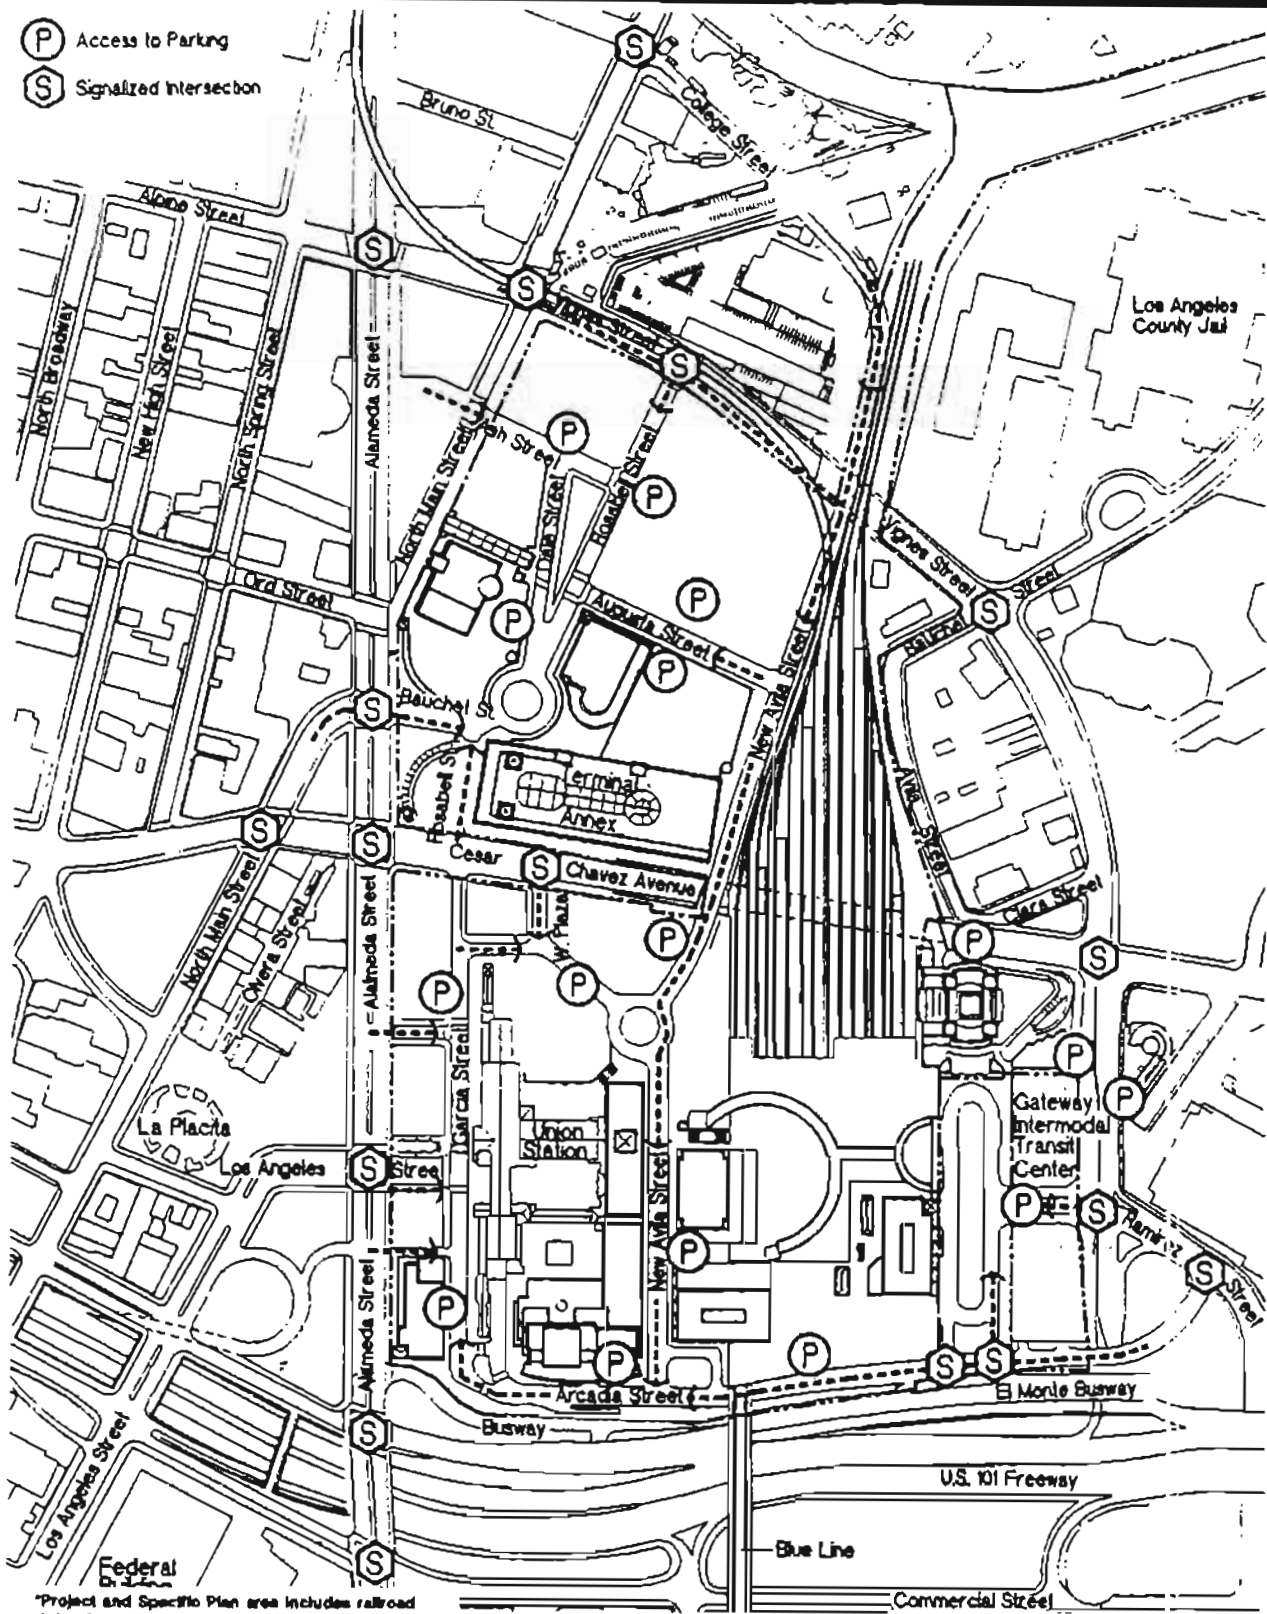 P Access to Parking
S Signalized Intersection
S
College Street
Bruno St.
Alpine Street
S
S
Vignes Street
S
Los Angeles
County Jail
North Broadway
New High Street
North Spring Street
Alameda Street
North Main Street
P
Date Street
Rosabell Street
P
Vignes Street
Street
S
Bauchet
Ord Street
P
P
Augusta Street
P
New Avila Street
S
Bauchet St.
Rosabell St.
Terminal
Annex
Avila Street
S
S
Cesar
S
Chavez Avenue
Clara Street
North Main Street
Olvera Street
Alameda Street
W. Plaza
P
P
S
P
P
Garcia Street
P
P
La Placita
Union
Station
Gateway
Intermodal
Transit
Center
Los Angeles
S
Stree
New Avila Street
P
P
S
Ramirez
Street
S
Alameda Street
P
P
P
S
S
Arcadia Street
El Monte Busway
Busway
S
Los Angeles Street
U.S. 101 Freeway
S
Blue Line
Federal
Commercial Street
*Project and Specific Plan area includes railroad